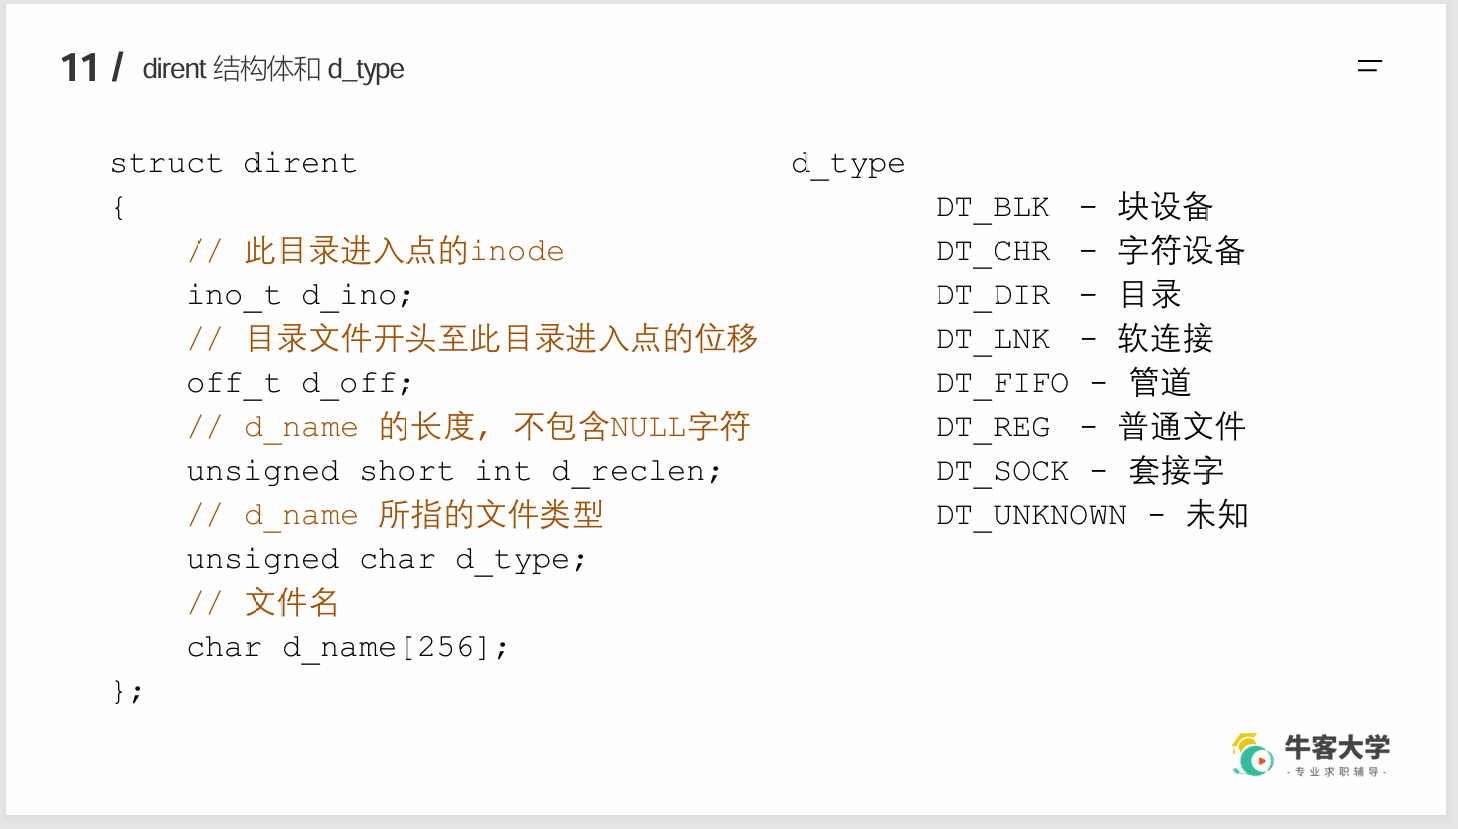 11 / dirent 结构体和 d_type
struct dirent
{
// 此目录进入点的inode
ino_t d_ino;
// 目录文件开头至此目录进入点的位移
off_t d_off;
// d_name 的长度, 不包含NULL字符
unsigned short int d_reclen;
// d_name 所指的文件类型
unsigned char d_type;
// 文件名
char d_name[256];
};
d_type
DT_BLK - 块设备
DT_CHR - 字符设备
DT_DIR - 目录
DT_LNK - 软连接
DT_FIFO - 管道
DT_REG - 普通文件
DT_SOCK - 套接字
DT_UNKNOWN - 未知
牛客大学
-专业求职辅导-